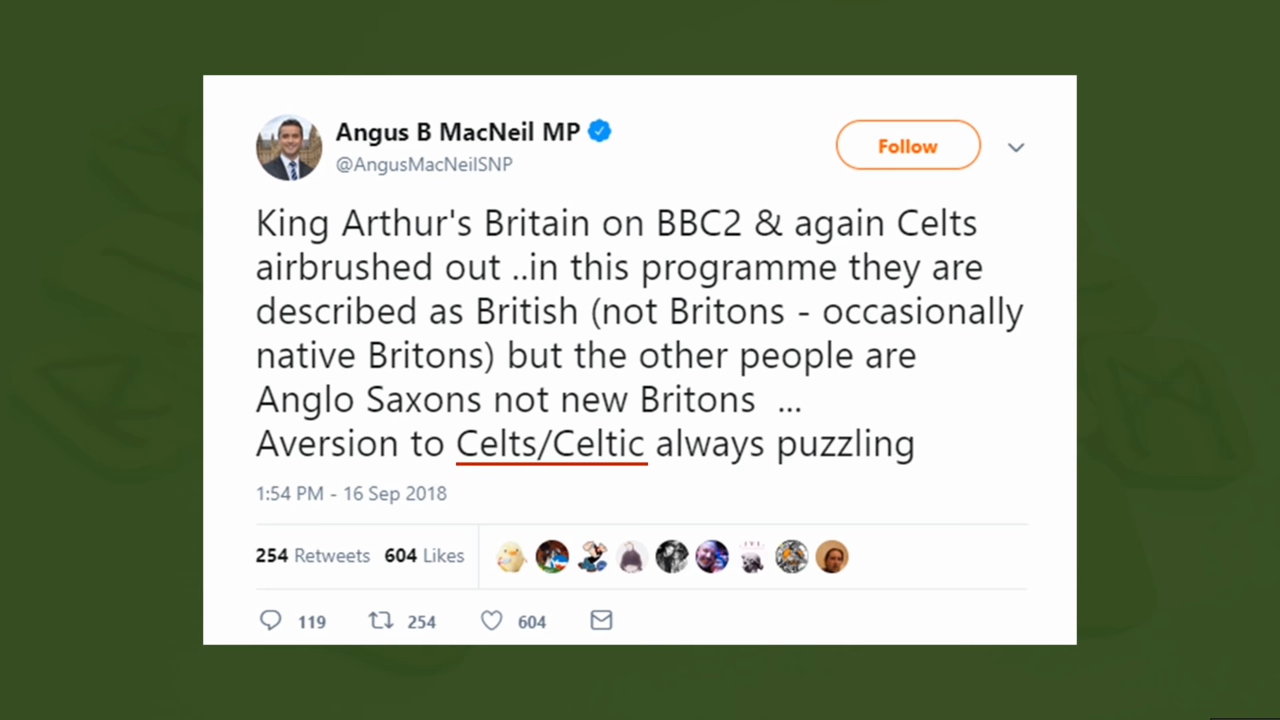 Angus B MacNeil MP
@AngusMacNeilSNP
Follow
King Arthur's Britain on BBC2 & again Celts
airbrushed out ..in this programme they are
described as British (not Britons - occasionally
native Britons) but the other people are
Anglo Saxons not new Britons ...
Aversion to Celts/Celtic always puzzling
1:54 PM - 16 Sep 2018
254 Retweets 604 Likes
119 254 604